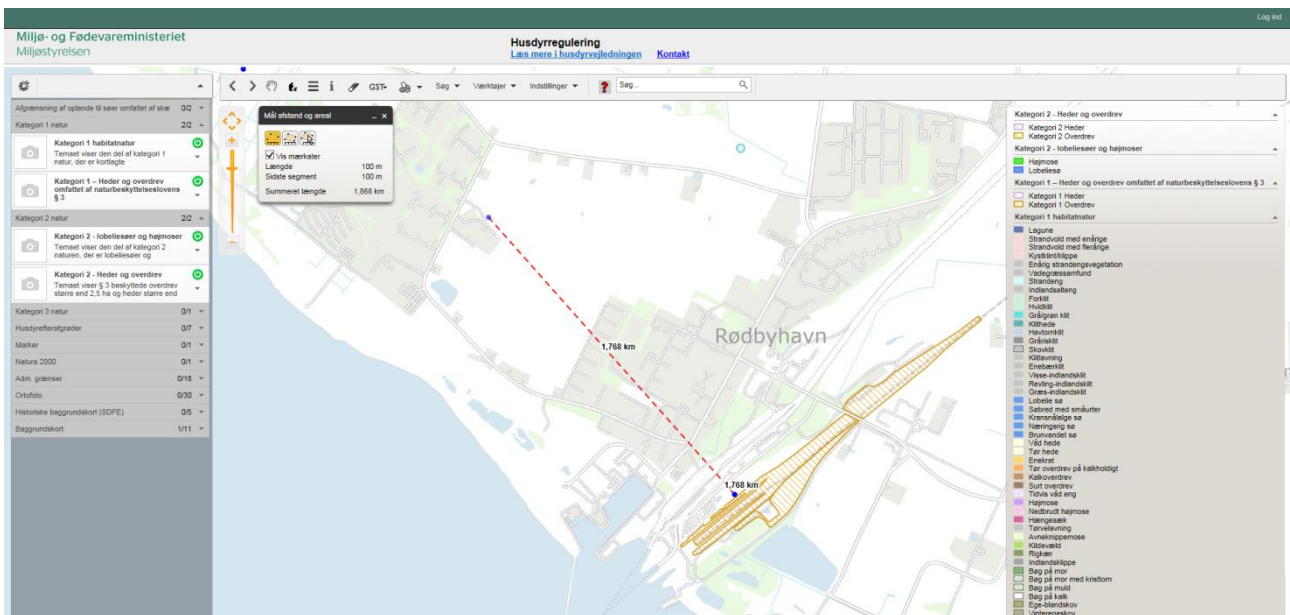 Log ind
Miljø- og Fødevareministeriet
Miljøstyrelsen
Husdyrregulering
Læs mere i husdyrvejledningen Kontakt
GST
Søg
Værktøjer
Indstillinger
Søg...
Afgrænsning af oplande til søer omfattet af skæ 0/2
Kategori 1 natur 2/2
Kategori 1 habitatnatur
Temaet viser den del af kategori 1
natur, der er kortlagte
Kategori 1 – Heder og overdrev
omfattet af naturbeskyttelseslovens
§ 3
Kategori 2 natur 2/2
Kategori 2 - lobeliesøer og højmoser
Temaet viser den del af kategori 2
naturen, der er lobeliesøer og
Kategori 2 - Heder og overdrev
Temaet viser § 3 beskyttede overdrev
større end 2,5 ha og heder større end
Kategori 3 natur 0/1
Husdyrefterafgrøder 0/7
Marker 0/1
Natura 2000 0/1
Adm. grænser 0/18
Ortofoto 0/30
Historiske baggrundskort (SDFE) 0/5
Baggrundskort 1/11
Mål afstand og areal
Vis mærkater
Længde 100 m
Sidste segment 100 m
Summeret længde 1,868 km
Rødbyhavn
1,768 km
1,768 km
Kategori 2 - Heder og overdrev
Kategori 2 Heder
Kategori 2 Overdrev
Kategori 2 - lobeliesøer og højmoser
Højmose
Lobeliesø
Kategori 1 – Heder og overdrev omfattet af naturbeskyttelseslovens § 3
Kategori 1 Heder
Kategori 1 Overdrev
Kategori 1 habitatnatur
Lagune
Strandvold med enårige
Strandvold med flerårige
Kystklint/klippe
Enårig strandengsvegetation
Vadegræssamfund
Strandeng
Indlandsalteng
Forklit
Hvidklit
Grå/grøn klit
Klithede
Havtornklit
Grårisklit
Skovklit
Klitlavning
Enebærklit
Visse-indlandsklit
Revling-indlandsklit
Græs-indlandsklit
Lobelie sø
Søbred med småurter
Kransnålalge sø
Næringsrig sø
Brunvandet sø
Våd hede
Tør hede
Enekrat
Tør overdrev på kalkholdigt
Kalkoverdrev
Surt overdrev
Tidvis våd eng
Højmose
Nedbrudt højmose
Hængesæk
Tørvelavning
Avneknippemose
Kildevæld
Rigkær
Indlandsklippe
Bøg på mor
Bøg på mor med kristtorn
Bøg på muld
Bøg på kalk
Ege-blandskov
Vinteregeskov